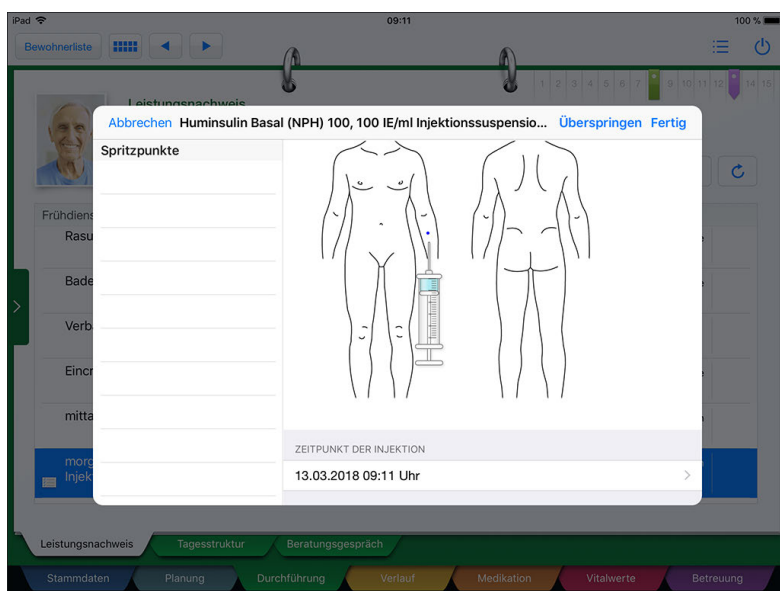 iPad 09:11 100 %
Bewohnerliste
1 2 3 4 5 6 7 9 10 11 12 14 15
Leistungsnachweis
Abbrechen Huminsulin Basal (NPH) 100, 100 IE/ml Injektionssuspensio... Überspringen Fertig
Spritzpunkte
Frühdiens
Rasu
Bade
Verb
Eincr
mitta
morg
Injek
ZEITPUNKT DER INJEKTION
13.03.2018 09:11 Uhr
Leistungsnachweis Tagesstruktur Beratungsgespräch
Stammdaten Planung Durchführung Verlauf Medikation Vitalwerte Betreuung